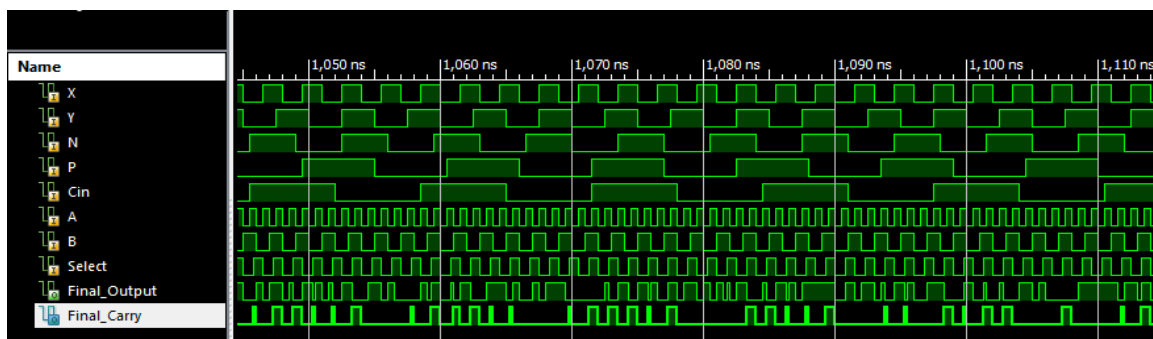 Name
1,050 ns 1,060 ns 1,070 ns 1,080 ns 1,090 ns 1,100 ns 1,110 ns
X
Y
N
P
Cin
A
B
Select
Final_Output
Final_Carry